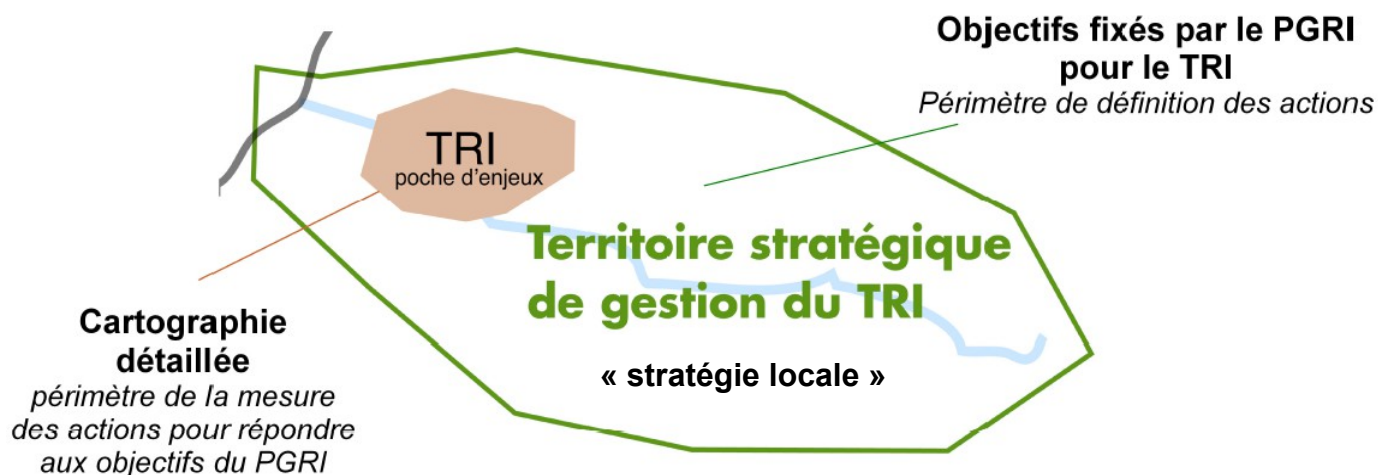 Objectifs fixés par le PGRI
pour le TRI
Périmètre de définition des actions
TRI
poche d'enjeux
Territoire stratégique
de gestion du TRI
« stratégie locale »
Cartographie
détaillée
périmètre de la mesure
des actions pour répondre
aux objectifs du PGRI